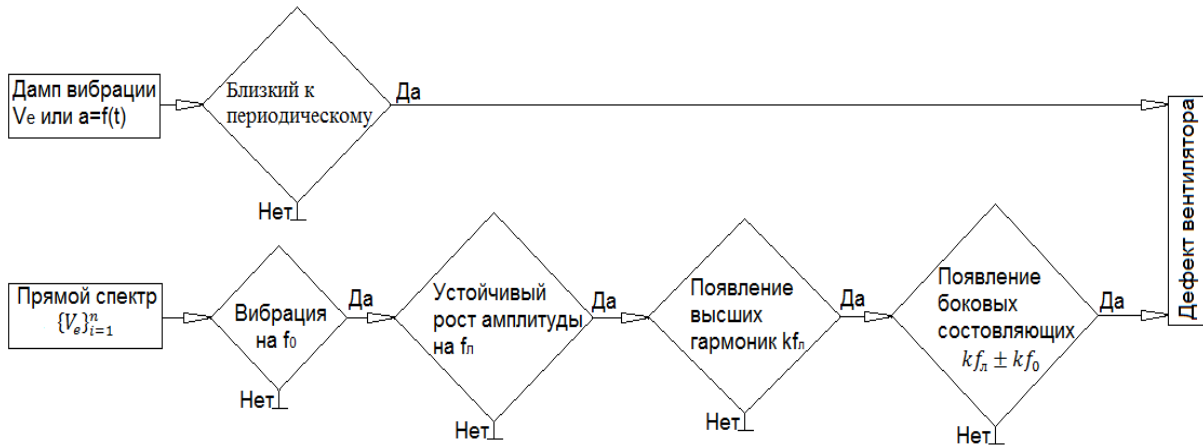 Дамп вибрации
Vе или a=f(t)
Близкий к
периодическому
Да
Нет
Дефект вентилятора
Прямой спектр
{V_e}_{i=1}^{n}
Вибрация
на f₀
Да
Нет
Устойчивый
рост амплитуды
на fл
Да
Нет
Появление
высших
гармоник kfл
Да
Нет
Появление
боковых
состовляющих
kfл ± kf₀
Да
Нет